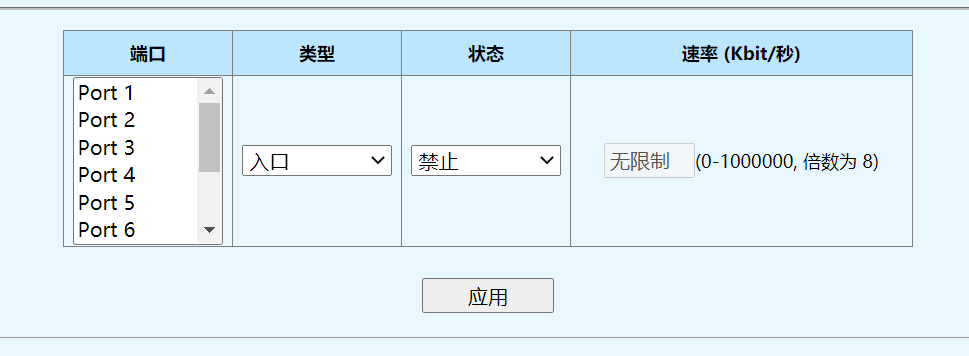 端口 类型 状态 速率 (Kbit/秒)
Port 1
Port 2
Port 3
Port 4
Port 5
Port 6
入口 禁止 无限制(0-1000000, 倍数为 8)
应用